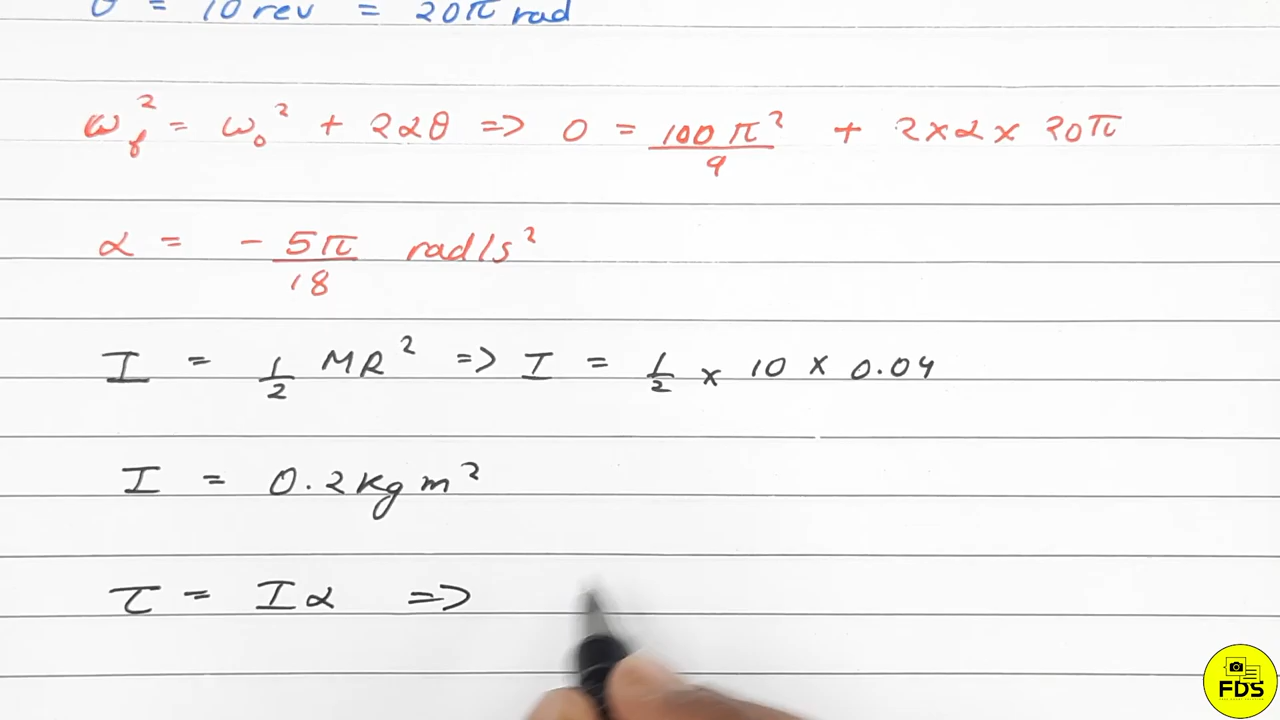 θ = 10 rev = 20π rad
ω_f² = ω₀² + 2αθ => 0 = 100π²/9 + 2×α× 20π
α = - 5π/18 rad/s²
I = 1/2 MR² => I = 1/2 × 10 × 0.04
I = 0.2 kg m²
τ = Iα =>
FDS